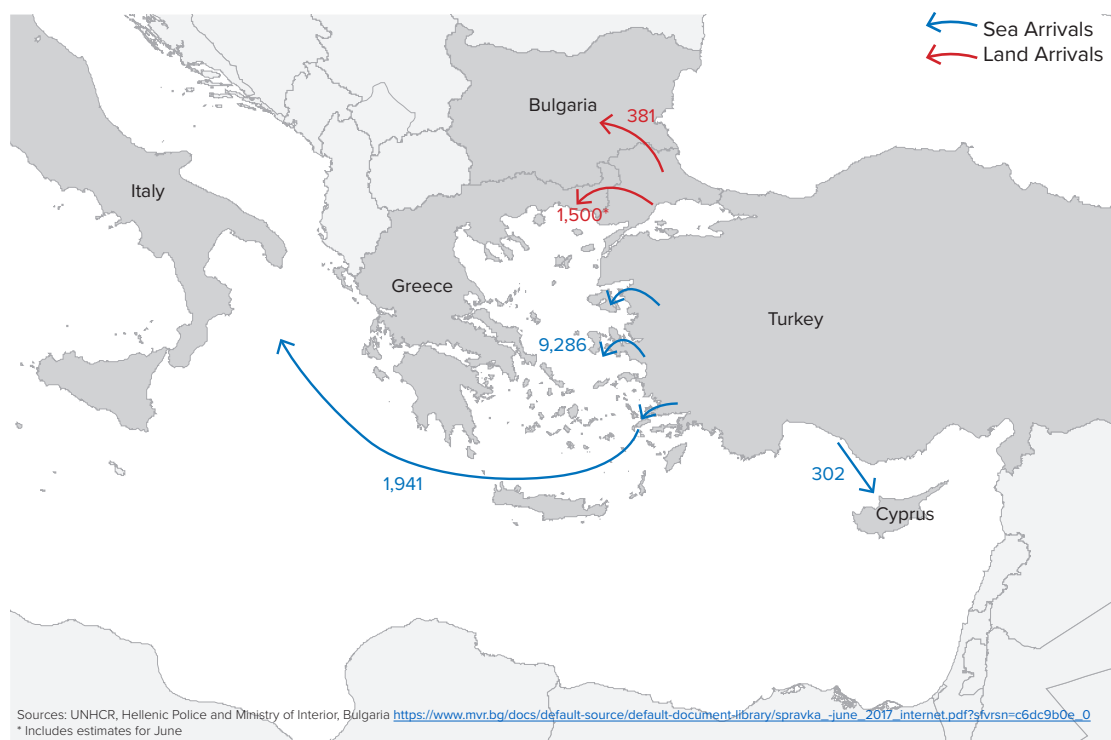 Sea Arrivals
Land Arrivals
Bulgaria
381
Italy
1,500*
Greece
Turkey
9,286
1,941
302
Cyprus
Sources: UNHCR, Hellenic Police and Ministry of Interior, Bulgaria https://www.mvr.bg/docs/default-source/default-document-library/spravka_-june_2017_internet.pdf?sfvrsn=c6dc9b0e_0
* Includes estimates for June